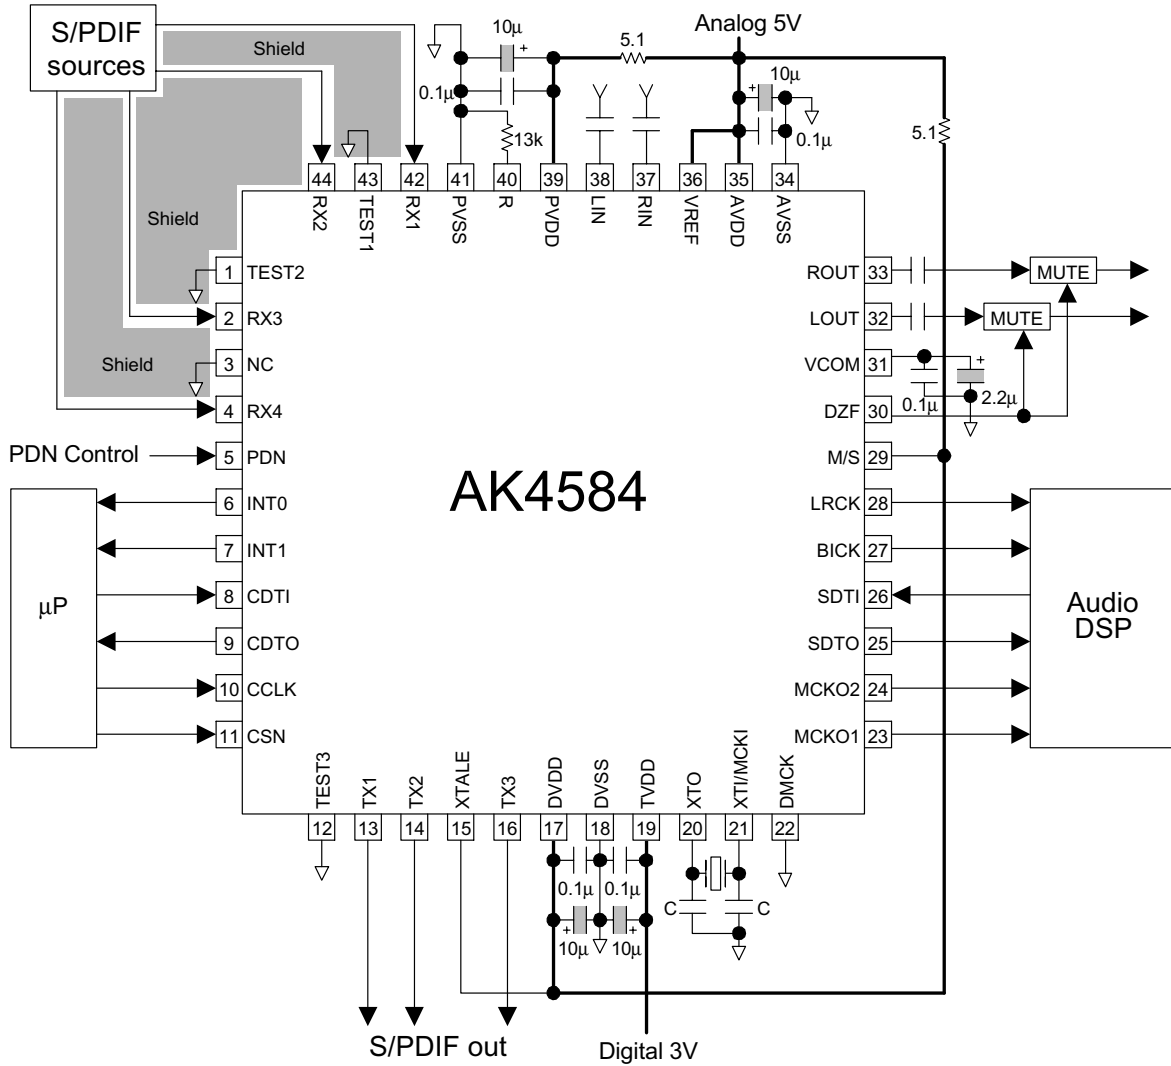 S/PDIF
sources
Shield
Shield
Shield
Analog 5V
10µ
+
0.1µ
5.1
13k
+
10µ
0.1µ
5.1
44
43
42
41
40
39
38
37
36
35
34
RX2
TEST1
RX1
PVSS
R
PVDD
LIN
RIN
VREF
AVDD
AVSS
1 TEST2
2 RX3
3 NC
4 RX4
PDN Control
5 PDN
6 INT0
7 INT1
8 CDTI
9 CDTO
10 CCLK
11 CSN
µP
AK4584
ROUT 33
LOUT 32
VCOM 31
DZF 30
M/S 29
LRCK 28
BICK 27
SDTI 26
SDTO 25
MCKO2 24
MCKO1 23
MUTE
MUTE
0.1µ
+
2.2µ
Audio
DSP
TEST3
TX1
TX2
XTALE
TX3
DVDD
DVSS
TVDD
XTO
XTI/MCKI
DMCK
12
13
14
15
16
17
18
19
20
21
22
0.1µ
0.1µ
+
10µ
+
10µ
C
C
S/PDIF out
Digital 3V